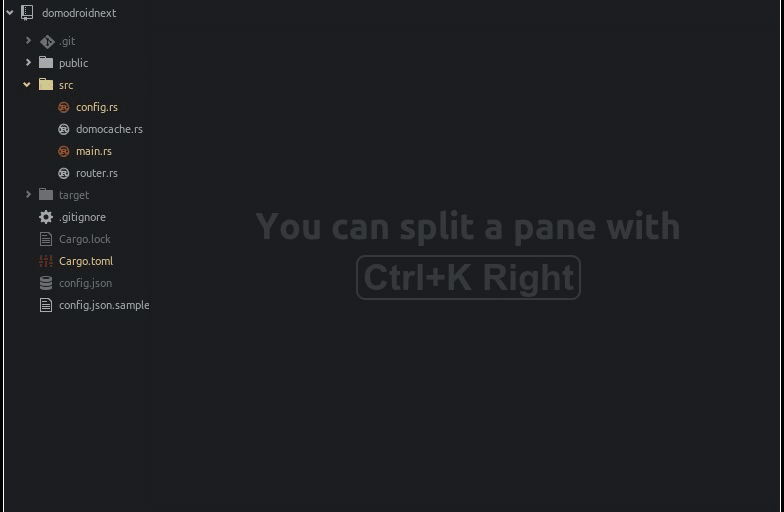 domodroidnext
.git
public
src
config.rs
domocache.rs
main.rs
router.rs
target
.gitignore
Cargo.lock
Cargo.toml
config.json
config.json.sample
You can split a pane with
Ctrl+K Right